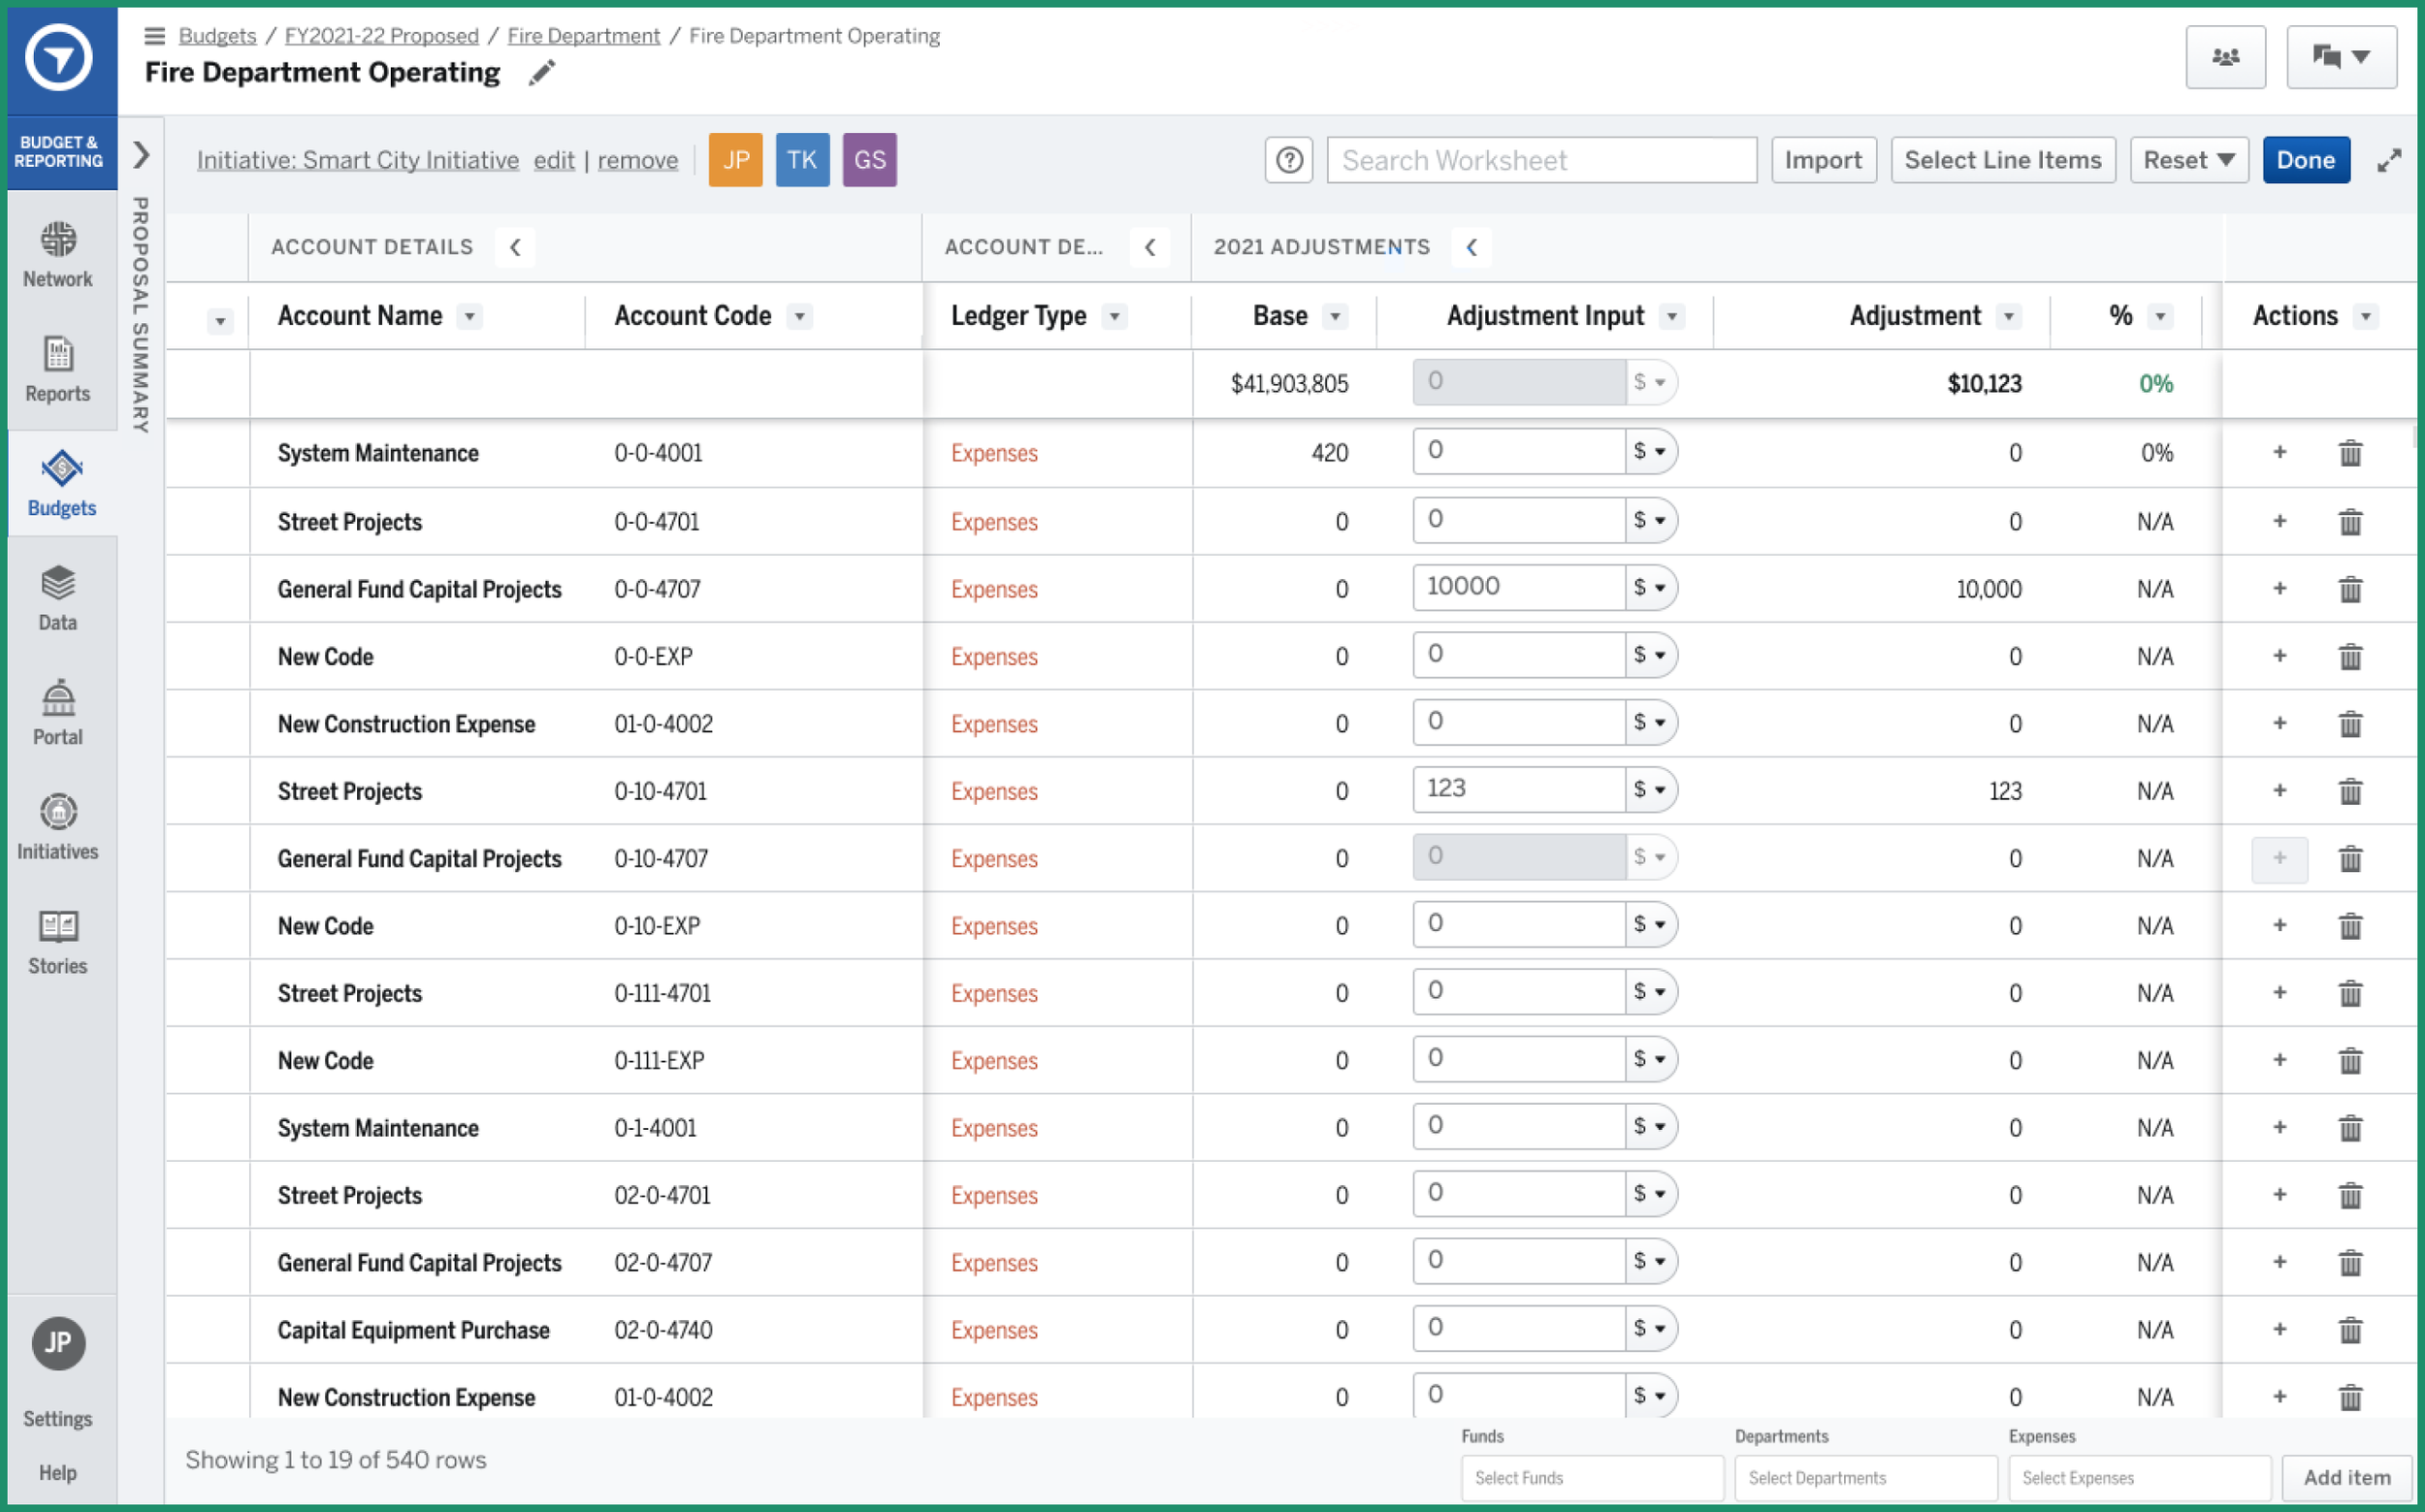 Budgets / FY2021-22 Proposed / Fire Department / Fire Department Operating
Fire Department Operating
BUDGET &
REPORTING
Network
Reports
Budgets
Data
Portal
Initiatives
Stories
JP
Settings
Help
PROPOSAL SUMMARY
Initiative: Smart City Initiative edit | remove JP TK GS ? Search Worksheet Import Select Line Items Reset Done
ACCOUNT DETAILS ACCOUNT DE... 2021 ADJUSTMENTS
Account Name Account Code Ledger Type Base Adjustment Input Adjustment % Actions
$41,903,805 0 $ $10,123 0%
System Maintenance 0-0-4001 Expenses 420 0 $ 0 0% +
Street Projects 0-0-4701 Expenses 0 0 $ 0 N/A +
General Fund Capital Projects 0-0-4707 Expenses 0 10000 $ 10,000 N/A +
New Code 0-0-EXP Expenses 0 0 $ 0 N/A +
New Construction Expense 01-0-4002 Expenses 0 0 $ 0 N/A +
Street Projects 0-10-4701 Expenses 0 123 $ 123 N/A +
General Fund Capital Projects 0-10-4707 Expenses 0 0 $ 0 N/A +
New Code 0-10-EXP Expenses 0 0 $ 0 N/A +
Street Projects 0-111-4701 Expenses 0 0 $ 0 N/A +
New Code 0-111-EXP Expenses 0 0 $ 0 N/A +
System Maintenance 0-1-4001 Expenses 0 0 $ 0 N/A +
Street Projects 02-0-4701 Expenses 0 0 $ 0 N/A +
General Fund Capital Projects 02-0-4707 Expenses 0 0 $ 0 N/A +
Capital Equipment Purchase 02-0-4740 Expenses 0 0 $ 0 N/A +
New Construction Expense 01-0-4002 Expenses 0 0 $ 0 N/A +
Showing 1 to 19 of 540 rows
Funds Departments Expenses
Select Funds Select Departments Select Expenses Add item